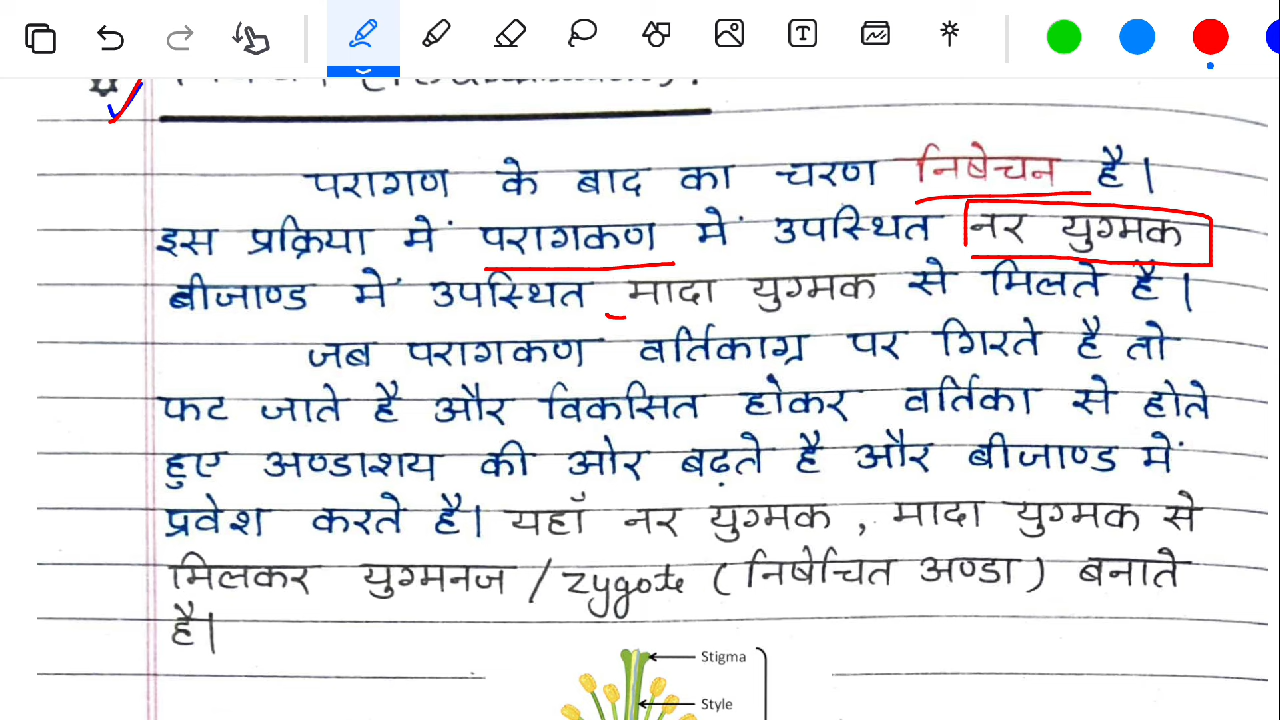 परागण के बाद का चरण निषेचन है।
इस प्रक्रिया में परागकण में उपस्थित नर युग्मक
बीजाण्ड में उपस्थित मादा युग्मक से मिलते है।
जब परागकण वर्तिकाग्र पर गिरते है तो
फट जाते है और विकसित होकर वर्तिका से होते
हुए अण्डाशय की ओर बढ़ते है और बीजाण्ड में
प्रवेश करते है। यहाँ नर युग्मक, मादा युग्मक से
मिलकर युग्मनज / zygote (निषेचित अण्डा) बनाते
है।
Stigma
Style